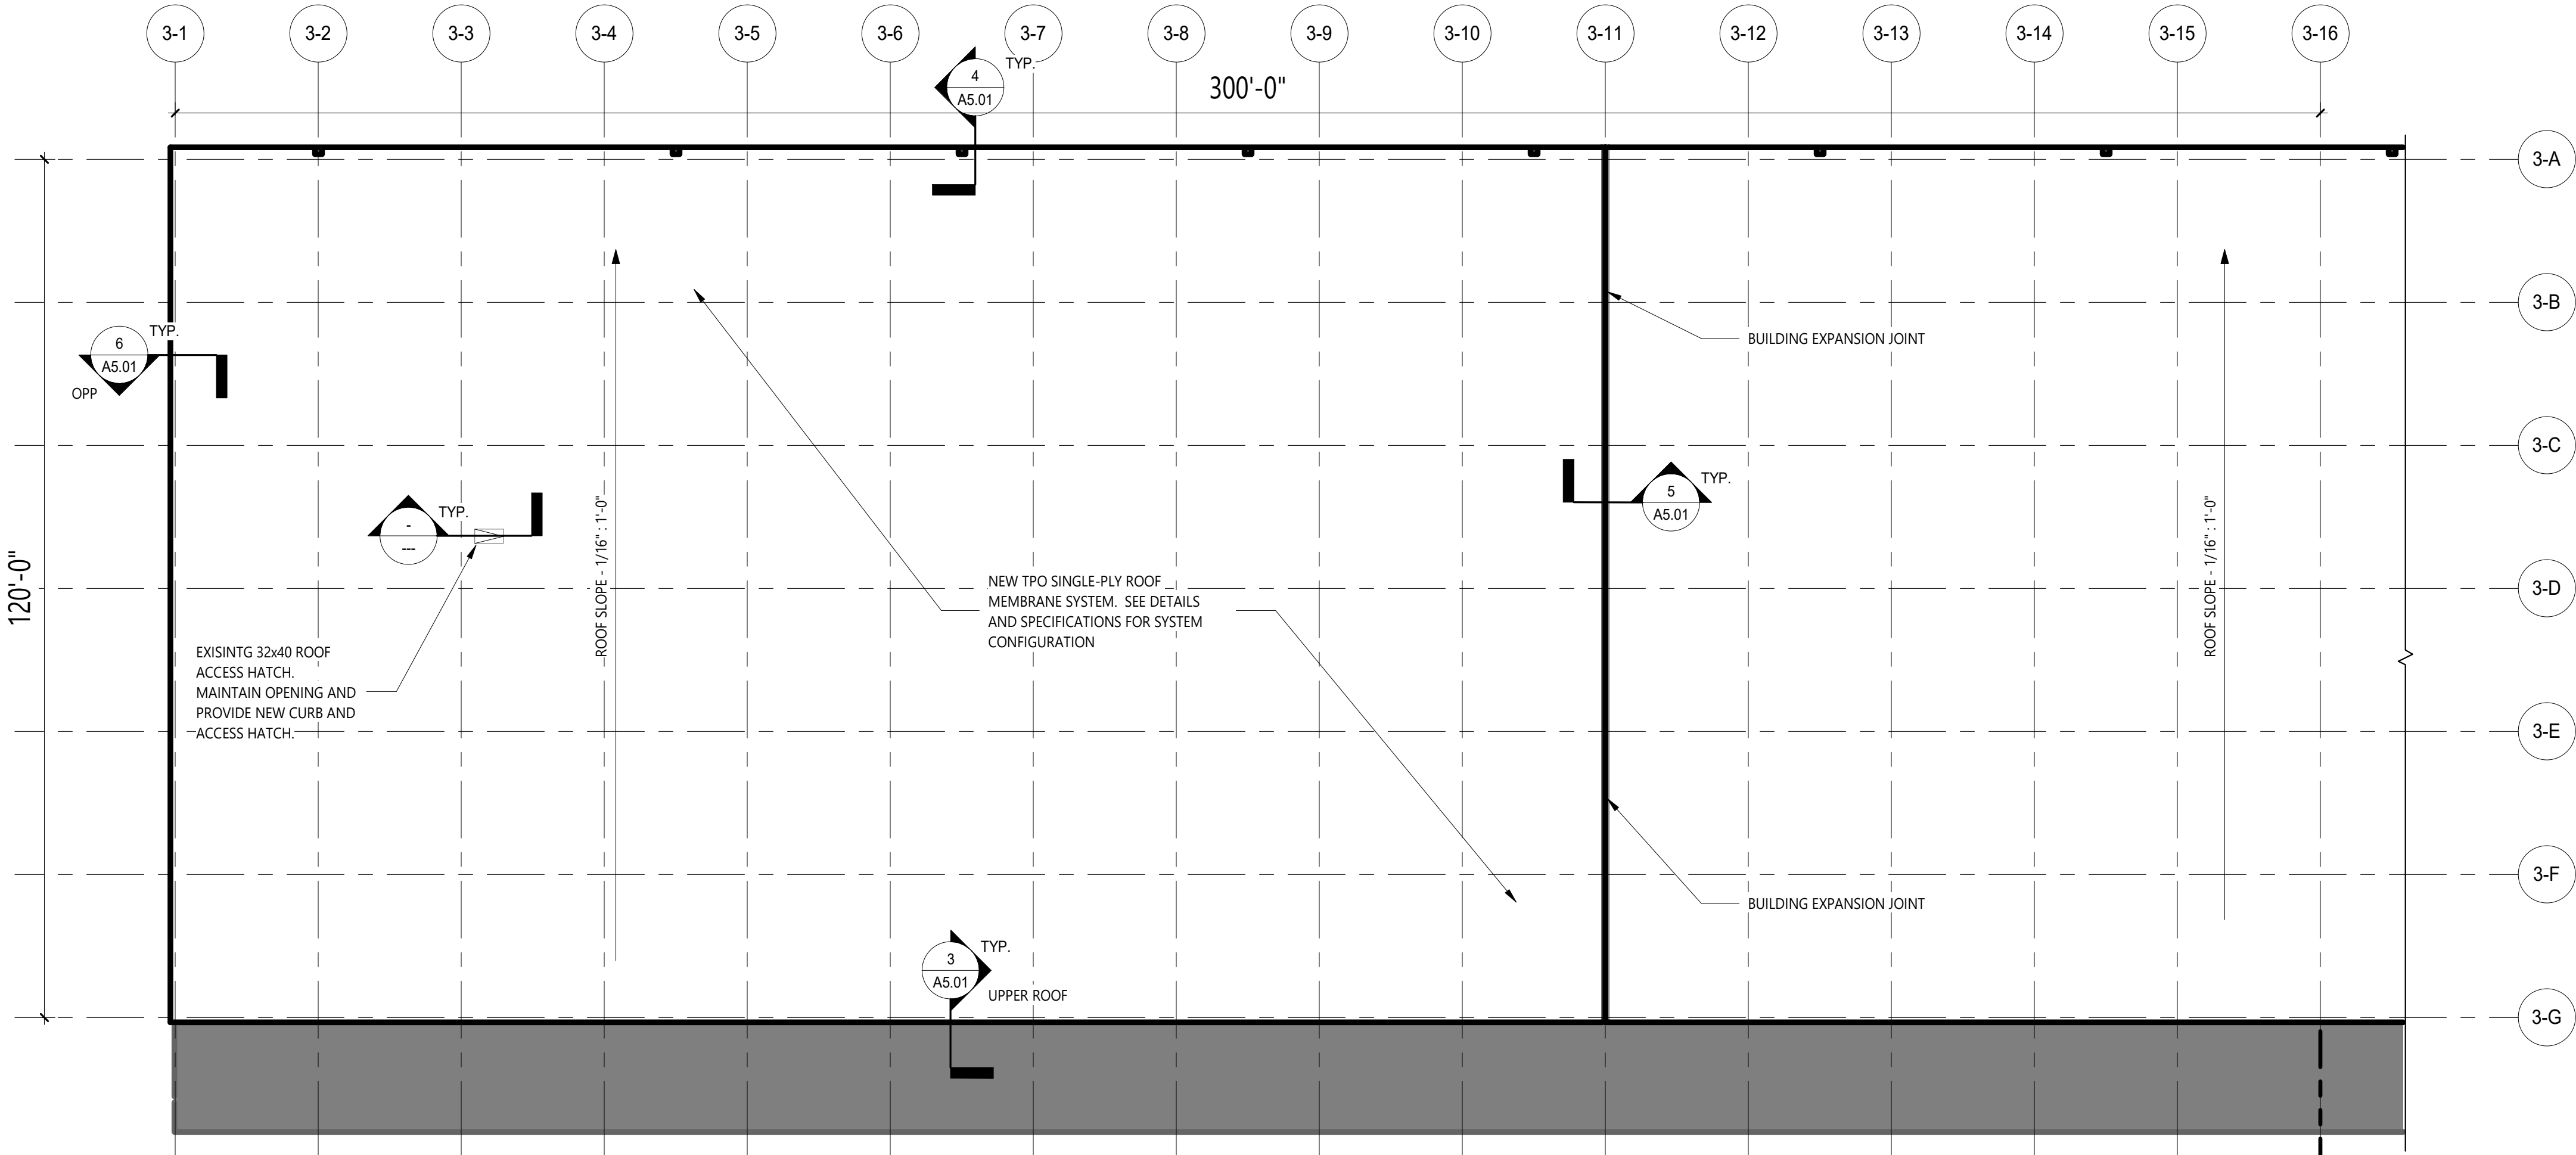 3-1
3-2
3-3
3-4
3-5
3-6
3-7
3-8
3-9
3-10
3-11
3-12
3-13
3-14
3-15
3-16
4
A5.01
TYP.
300'-0"
3-A
3-B
3-C
3-D
3-E
3-F
3-G
120'-0"
6
A5.01
TYP.
OPP
BUILDING EXPANSION JOINT
-
---
TYP.
5
A5.01
TYP.
ROOF SLOPE - 1/16" : 1'-0"
ROOF SLOPE - 1/16" : 1'-0"
NEW TPO SINGLE-PLY ROOF
MEMBRANE SYSTEM. SEE DETAILS
AND SPECIFICATIONS FOR SYSTEM
CONFIGURATION
EXISINTG 32x40 ROOF
ACCESS HATCH.
MAINTAIN OPENING AND
PROVIDE NEW CURB AND
ACCESS HATCH.
BUILDING EXPANSION JOINT
3
A5.01
TYP.
UPPER ROOF